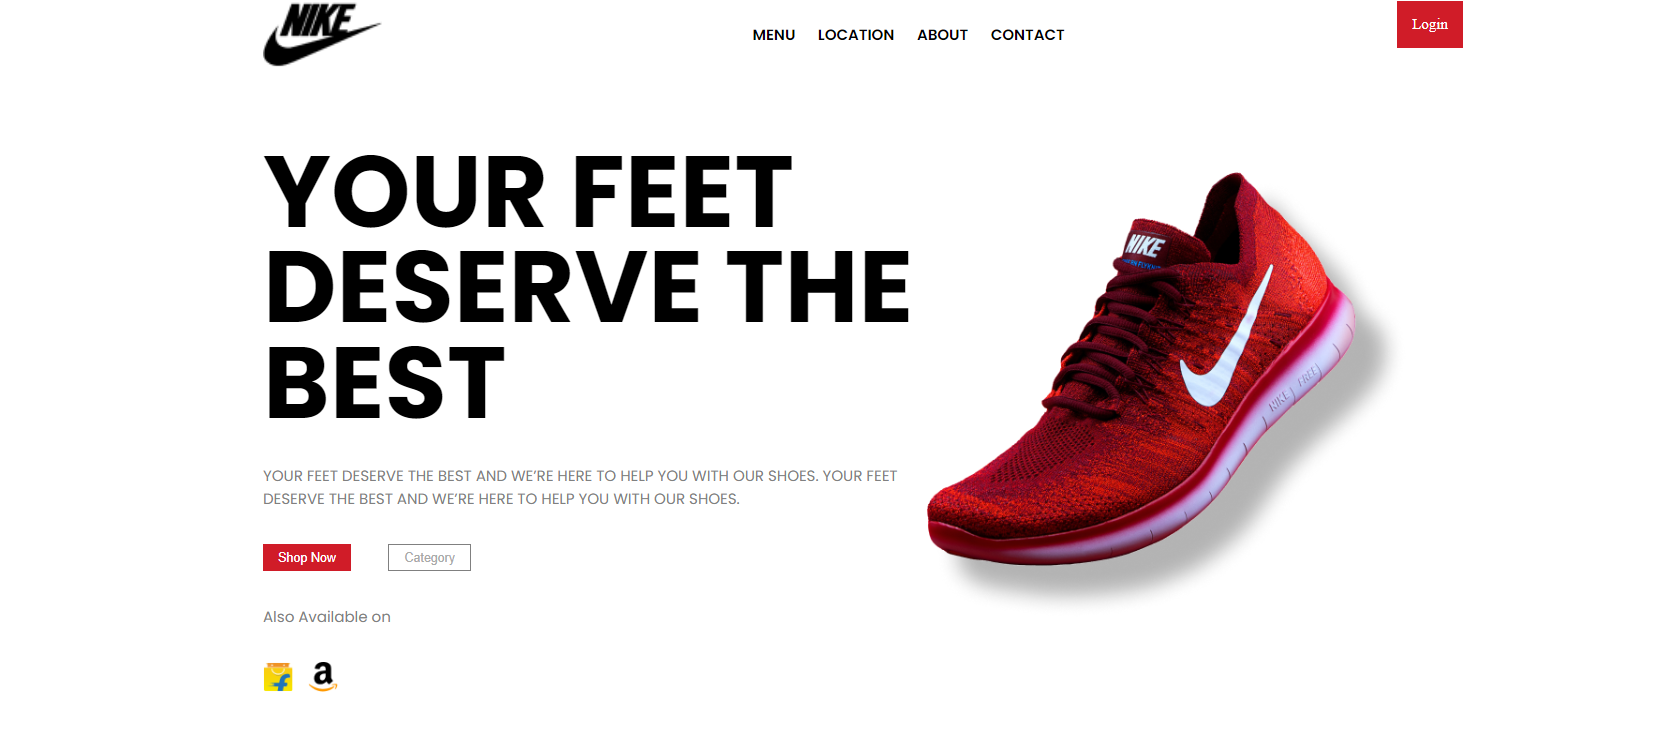 NIKE
MENU LOCATION ABOUT CONTACT
Login
YOUR FEET
DESERVE THE
BEST
YOUR FEET DESERVE THE BEST AND WE’RE HERE TO HELP YOU WITH OUR SHOES. YOUR FEET
DESERVE THE BEST AND WE’RE HERE TO HELP YOU WITH OUR SHOES.
Shop Now
Category
Also Available on
f
a
NIKE
NIKE FREE